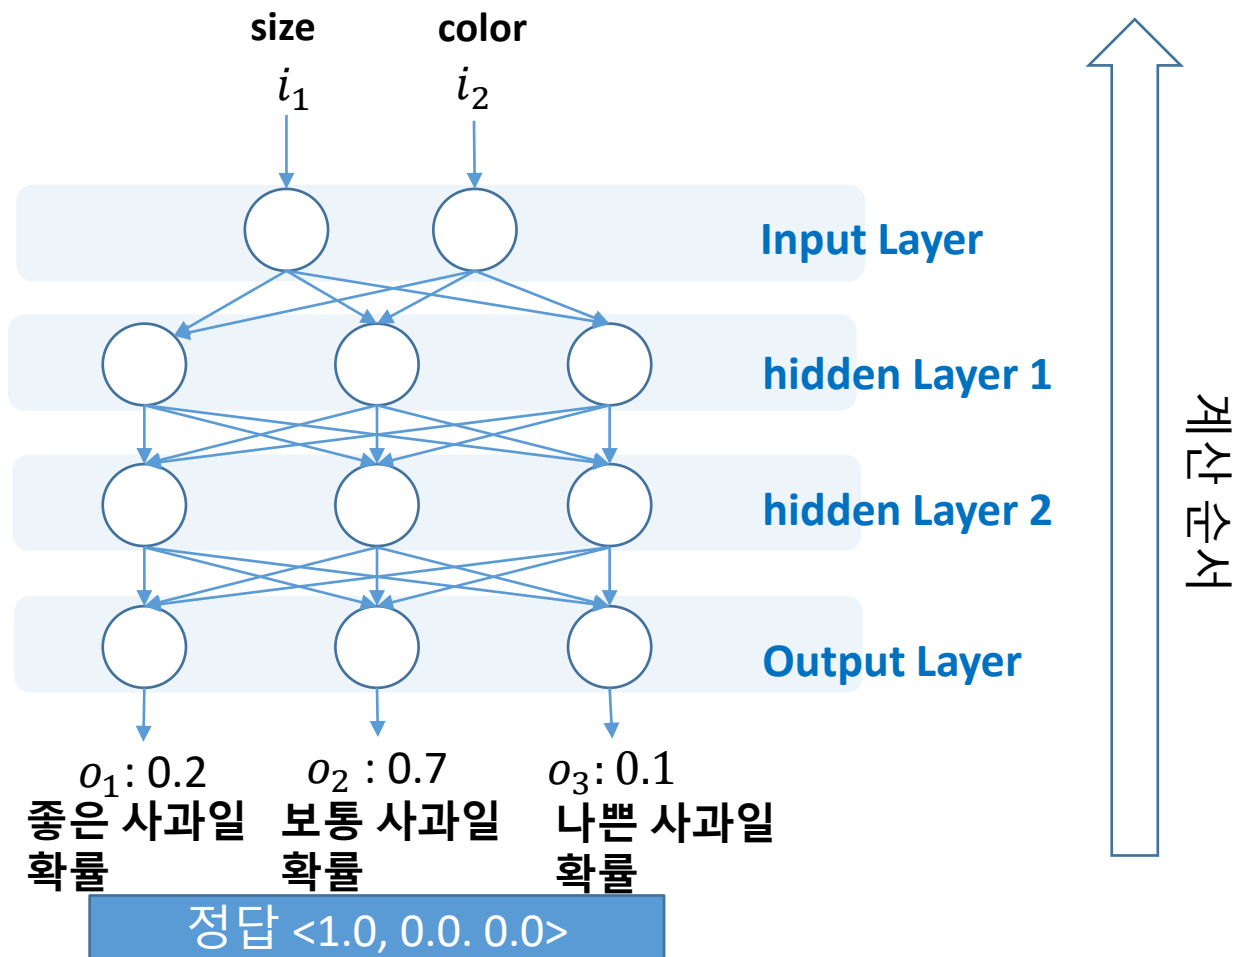 size
color
i₁
i₂
Input Layer
hidden Layer 1
hidden Layer 2
Output Layer
계산 순서
o₁: 0.2
o₂ : 0.7
o₃: 0.1
좋은 사과일
확률
보통 사과일
확률
나쁜 사과일
확률
정답 <1.0, 0.0. 0.0>